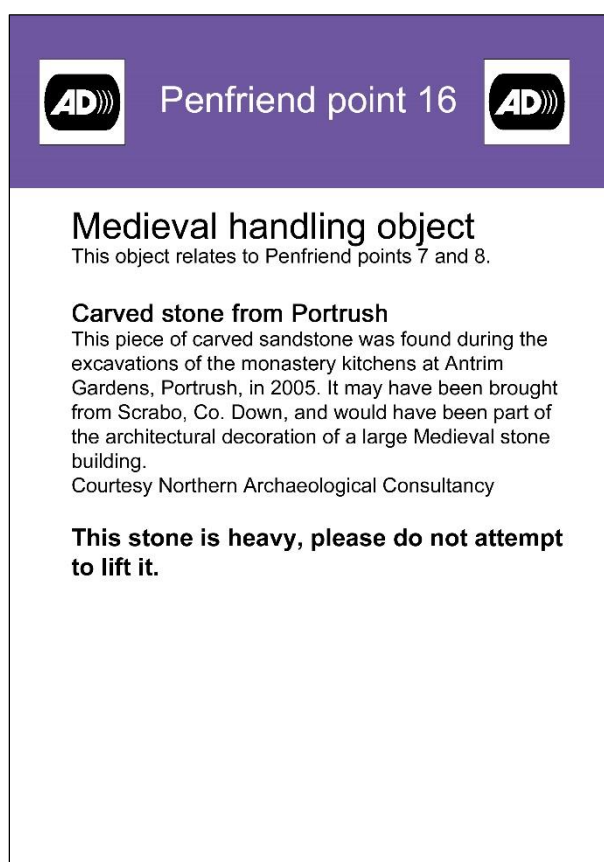 AD))) Penfriend point 16 AD)))
Medieval handling object
This object relates to Penfriend points 7 and 8.
Carved stone from Portrush
This piece of carved sandstone was found during the
excavations of the monastery kitchens at Antrim
Gardens, Portrush, in 2005. It may have been brought
from Scrabo, Co. Down, and would have been part of
the architectural decoration of a large Medieval stone
building.
Courtesy Northern Archaeological Consultancy
This stone is heavy, please do not attempt
to lift it.